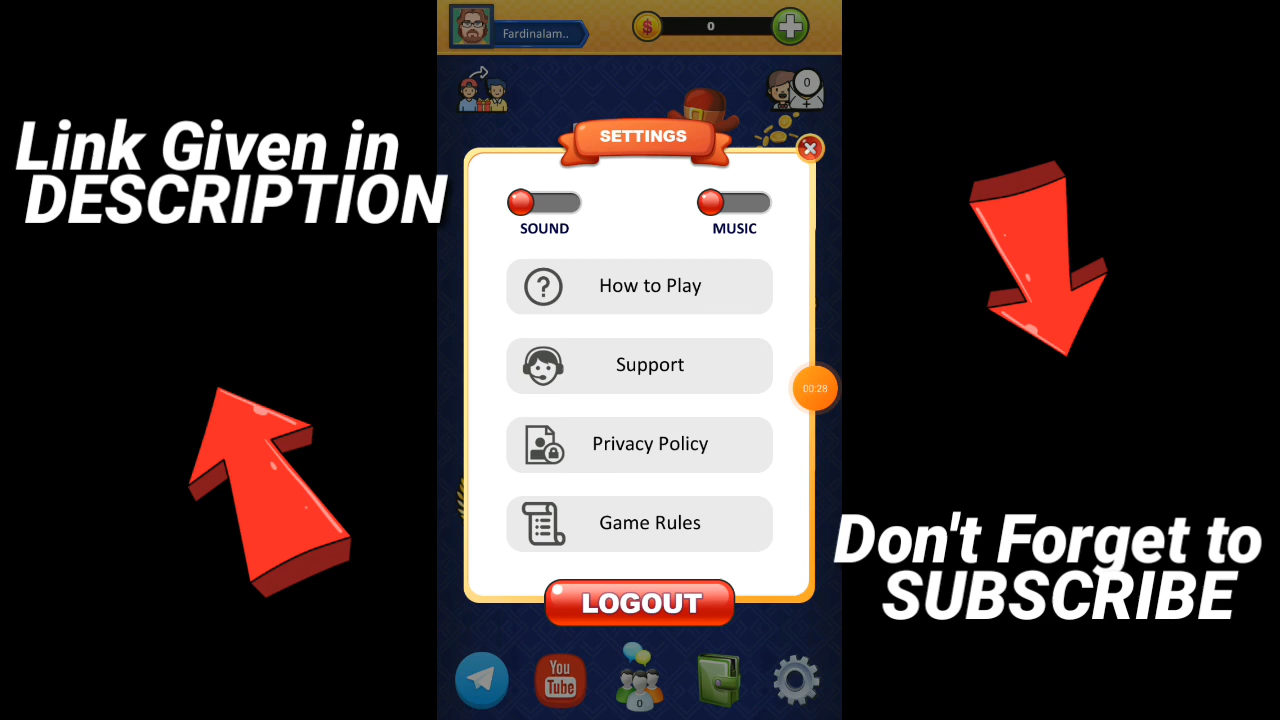 Fardinalam..
$
0
0
Link Given in
DESCRIPTION
SETTINGS
SOUND
MUSIC
?
How to Play
Support
00:28
Privacy Policy
Game Rules
Don't Forget to
SUBSCRIBE
LOGOUT
You
Tube
0